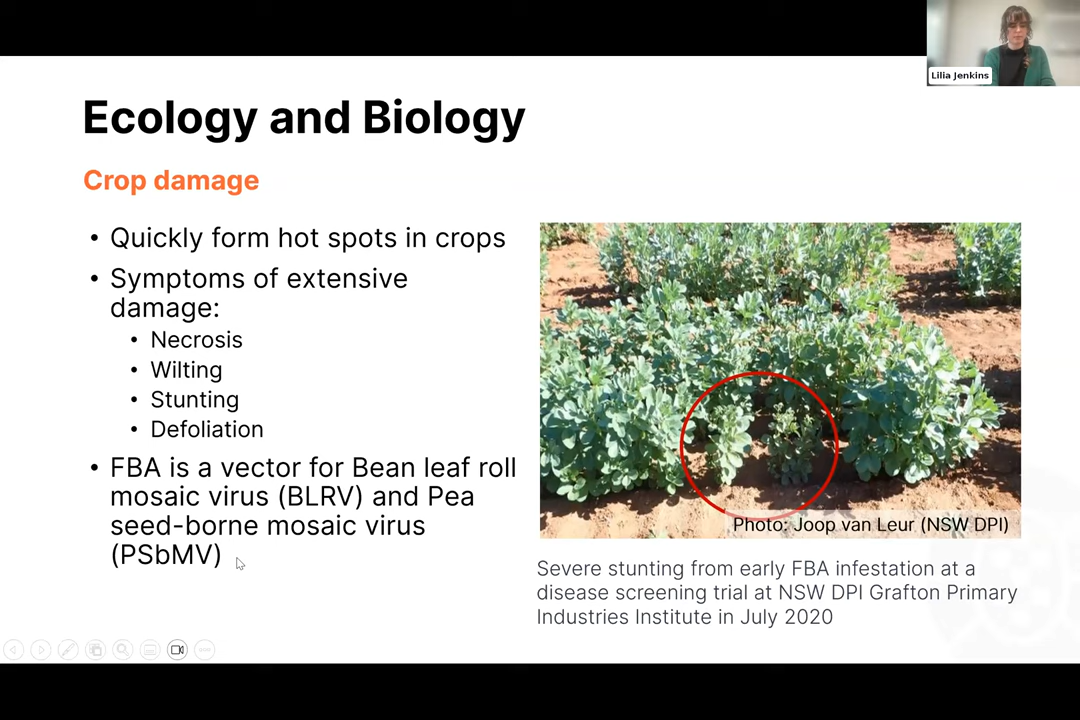 Lilia Jenkins
Ecology and Biology
Crop damage
• Quickly form hot spots in crops
• Symptoms of extensive
damage:
• Necrosis
• Wilting
• Stunting
• Defoliation
• FBA is a vector for Bean leaf roll
mosaic virus (BLRV) and Pea
seed-borne mosaic virus
(PSbMV)
Photo: Joop van Leur (NSW DPI)
Severe stunting from early FBA infestation at a
disease screening trial at NSW DPI Grafton Primary
Industries Institute in July 2020